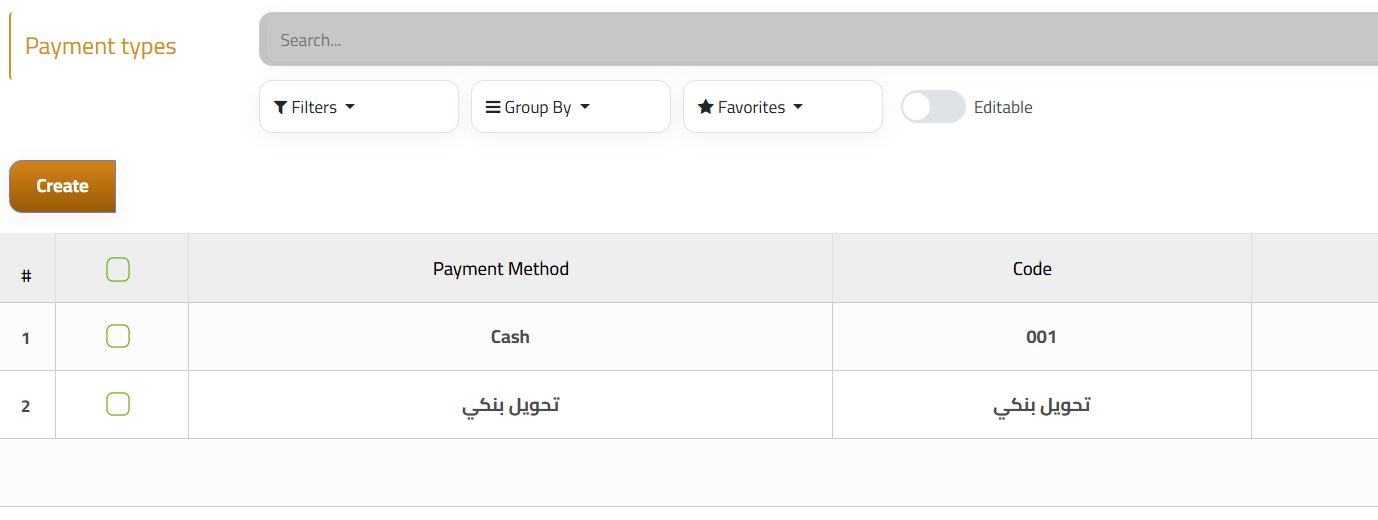 Payment types
Search...
Filters
Group By
Favorites
Editable
Create
# Payment Method Code
1 Cash 001
2 تحويل بنكي تحويل بنكي